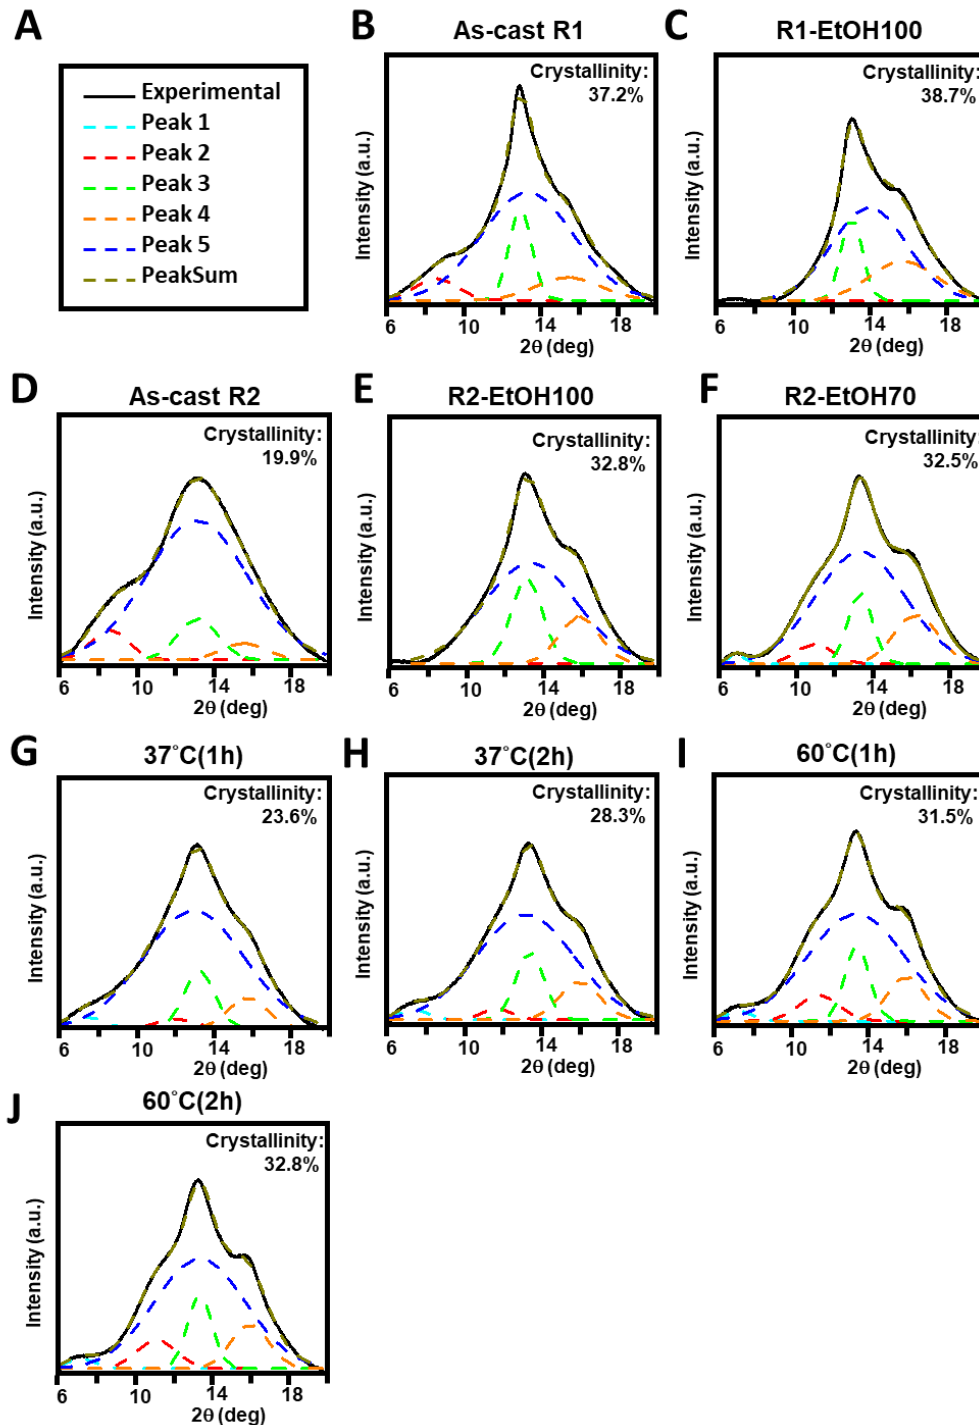 A
Experimental
Peak 1
Peak 2
Peak 3
Peak 4
Peak 5
PeakSum
B
As-cast R1
Crystallinity:
37.2%
Intensity (a.u.)
6 10 14 18
2θ (deg)
C
R1-EtOH100
Crystallinity:
38.7%
Intensity (a.u.)
6 10 14 18
2θ (deg)
D
As-cast R2
Crystallinity:
19.9%
Intensity (a.u.)
6 10 14 18
2θ (deg)
E
R2-EtOH100
Crystallinity:
32.8%
Intensity (a.u.)
6 10 14 18
2θ (deg)
F
R2-EtOH70
Crystallinity:
32.5%
Intensity (a.u.)
6 10 14 18
2θ (deg)
G
37°C(1h)
Crystallinity:
23.6%
Intensity (a.u.)
6 10 14 18
2θ (deg)
H
37°C(2h)
Crystallinity:
28.3%
Intensity (a.u.)
6 10 14 18
2θ (deg)
I
60°C(1h)
Crystallinity:
31.5%
Intensity (a.u.)
6 10 14 18
2θ (deg)
J
60°C(2h)
Crystallinity:
32.8%
Intensity (a.u.)
6 10 14 18
2θ (deg)